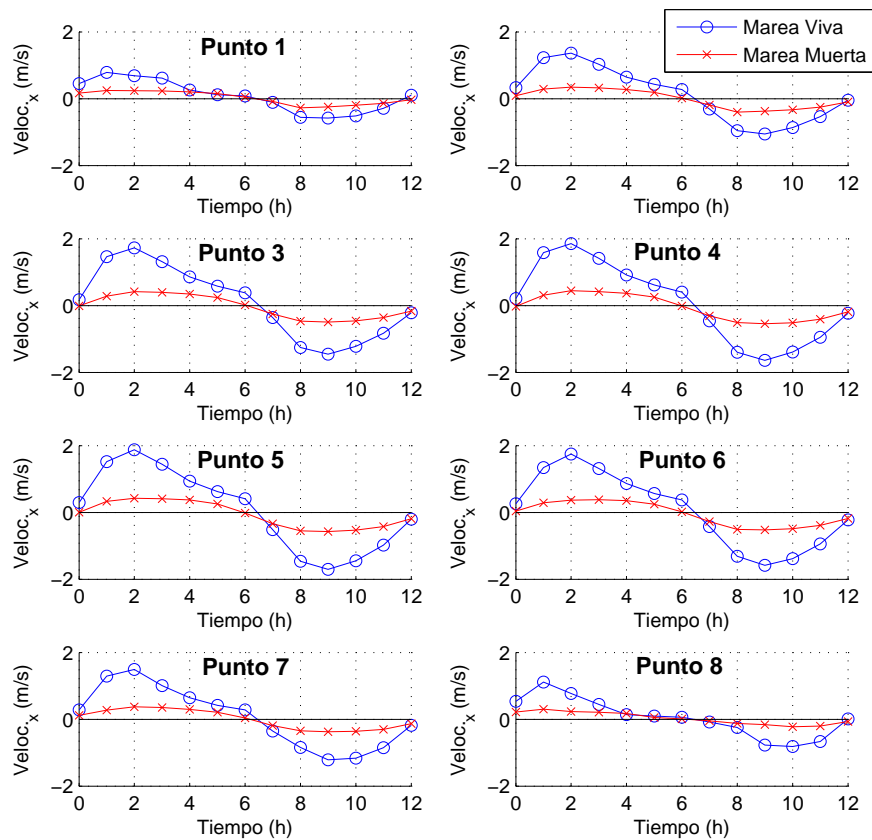 Marea Viva
Marea Muerta
Punto 1
2
0
−2
Veloc.x (m/s)
0 2 4 6 8 10 12
Tiempo (h)
2
0
−2
Veloc.x (m/s)
0 2 4 6 8 10 12
Tiempo (h)
Punto 3
2
0
−2
Veloc.x (m/s)
0 2 4 6 8 10 12
Tiempo (h)
Punto 4
2
0
−2
Veloc.x (m/s)
0 2 4 6 8 10 12
Tiempo (h)
Punto 5
2
0
−2
Veloc.x (m/s)
0 2 4 6 8 10 12
Tiempo (h)
Punto 6
2
0
−2
Veloc.x (m/s)
0 2 4 6 8 10 12
Tiempo (h)
Punto 7
2
0
−2
Veloc.x (m/s)
0 2 4 6 8 10 12
Tiempo (h)
Punto 8
2
0
−2
Veloc.x (m/s)
0 2 4 6 8 10 12
Tiempo (h)